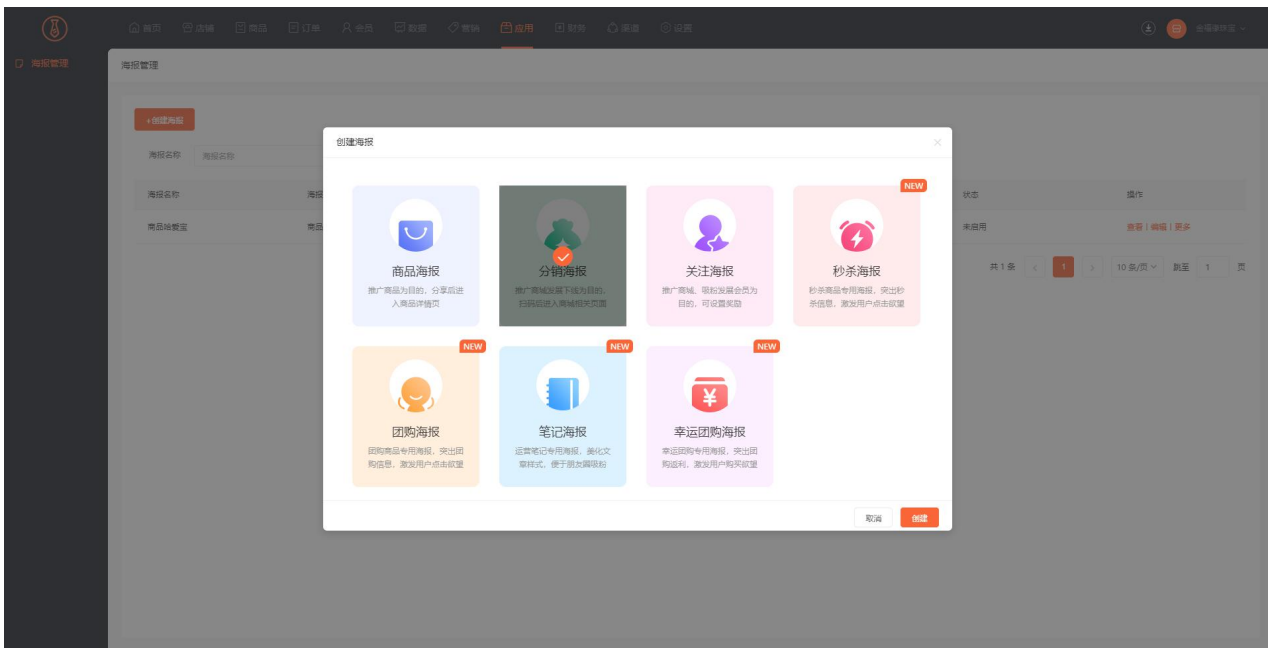 首页 店铺 商品 订单 会员 数据 营销 应用 财务 渠道 设置
海报管理
海报管理
+创建海报
海报名称 海报名称
创建海报
海报名称 海报 状态 操作
商品哈爱宝 商品 未启用 查看 | 编辑 | 更多
共1条 < 1 > 10条/页 跳至 1 页
NEW
商品海报 分销海报 关注海报 秒杀海报
推广商品为目的，分享后进
入商品详情页
推广商城发展下线为目的，
扫码后进入商城相关页面
推广商城、吸粉发展会员为
目的，可设置奖励
秒杀商品专用海报，突出秒
杀信息，激发用户点击欲望
NEW NEW NEW
团购海报 笔记海报 幸运团购海报
团购商品专用海报，突出团
购信息，激发用户点击欲望
运营笔记专用海报，美化文
章样式，便于朋友圈吸粉
幸运团购专用海报，突出团
购返利，激发用户购买欲望
取消 创建